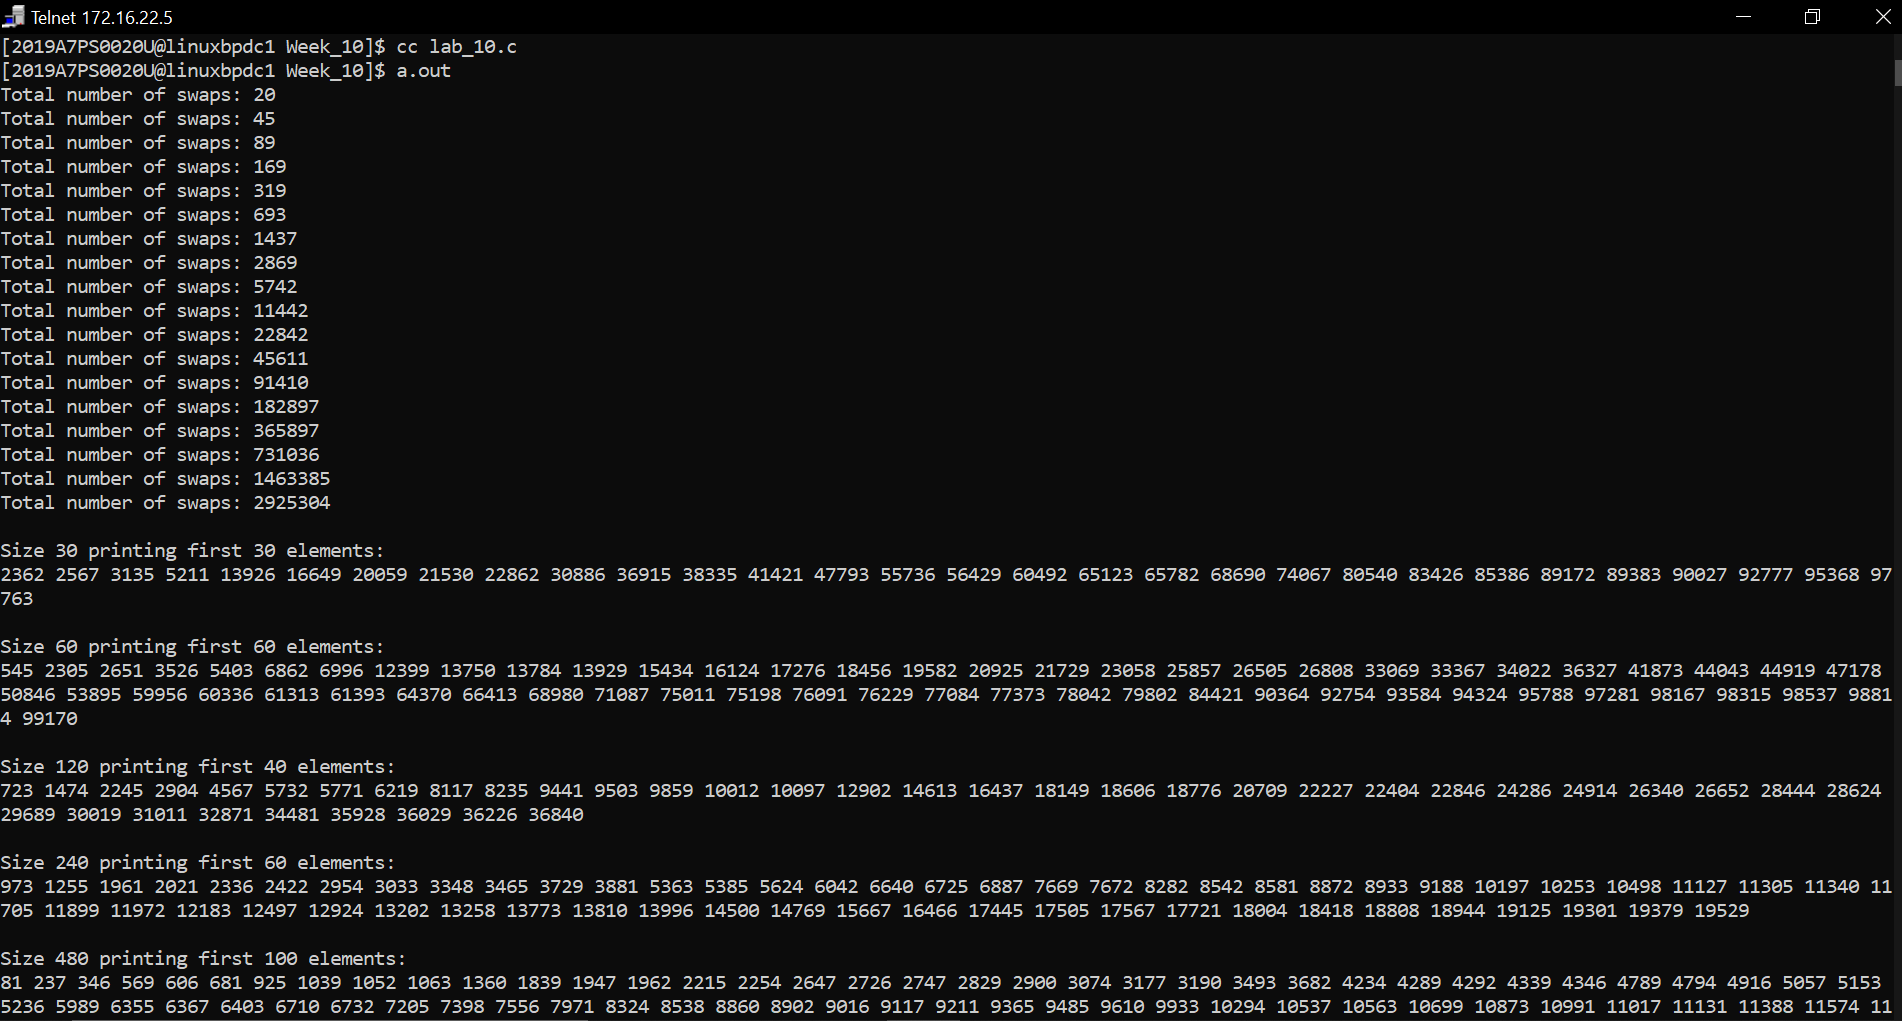 Telnet 172.16.22.5
[2019A7PS0020U@linuxbpdc1 Week_10]$ cc lab_10.c
[2019A7PS0020U@linuxbpdc1 Week_10]$ a.out
Total number of swaps: 20
Total number of swaps: 45
Total number of swaps: 89
Total number of swaps: 169
Total number of swaps: 319
Total number of swaps: 693
Total number of swaps: 1437
Total number of swaps: 2869
Total number of swaps: 5742
Total number of swaps: 11442
Total number of swaps: 22842
Total number of swaps: 45611
Total number of swaps: 91410
Total number of swaps: 182897
Total number of swaps: 365897
Total number of swaps: 731036
Total number of swaps: 1463385
Total number of swaps: 2925304
Size 30 printing first 30 elements:
2362 2567 3135 5211 13926 16649 20059 21530 22862 30886 36915 38335 41421 47793 55736 56429 60492 65123 65782 68690 74067 80540 83426 85386 89172 89383 90027 92777 95368 97
763
Size 60 printing first 60 elements:
545 2305 2651 3526 5403 6862 6996 12399 13750 13784 13929 15434 16124 17276 18456 19582 20925 21729 23058 25857 26505 26808 33069 33367 34022 36327 41873 44043 44919 47178
50846 53895 59956 60336 61313 61393 64370 66413 68980 71087 75011 75198 76091 76229 77084 77373 78042 79802 84421 90364 92754 93584 94324 95788 97281 98167 98315 98537 9881
4 99170
Size 120 printing first 40 elements:
723 1474 2245 2904 4567 5732 5771 6219 8117 8235 9441 9503 9859 10012 10097 12902 14613 16437 18149 18606 18776 20709 22227 22404 22846 24286 24914 26340 26652 28444 28624
29689 30019 31011 32871 34481 35928 36029 36226 36840
Size 240 printing first 60 elements:
973 1255 1961 2021 2336 2422 2954 3033 3348 3465 3729 3881 5363 5385 5624 6042 6640 6725 6887 7669 7672 8282 8542 8581 8872 8933 9188 10197 10253 10498 11127 11305 11340 11
705 11899 11972 12183 12497 12924 13202 13258 13773 13810 13996 14500 14769 15667 16466 17445 17505 17567 17721 18004 18418 18808 18944 19125 19301 19379 19529
Size 480 printing first 100 elements:
81 237 346 569 606 681 925 1039 1052 1063 1360 1839 1947 1962 2215 2254 2647 2726 2747 2829 2900 3074 3177 3190 3493 3682 4234 4289 4292 4339 4346 4789 4794 4916 5057 5153
5236 5989 6355 6367 6403 6710 6732 7205 7398 7556 7971 8324 8538 8860 8902 9016 9117 9211 9365 9485 9610 9933 10294 10537 10563 10699 10873 10991 11017 11131 11388 11574 11